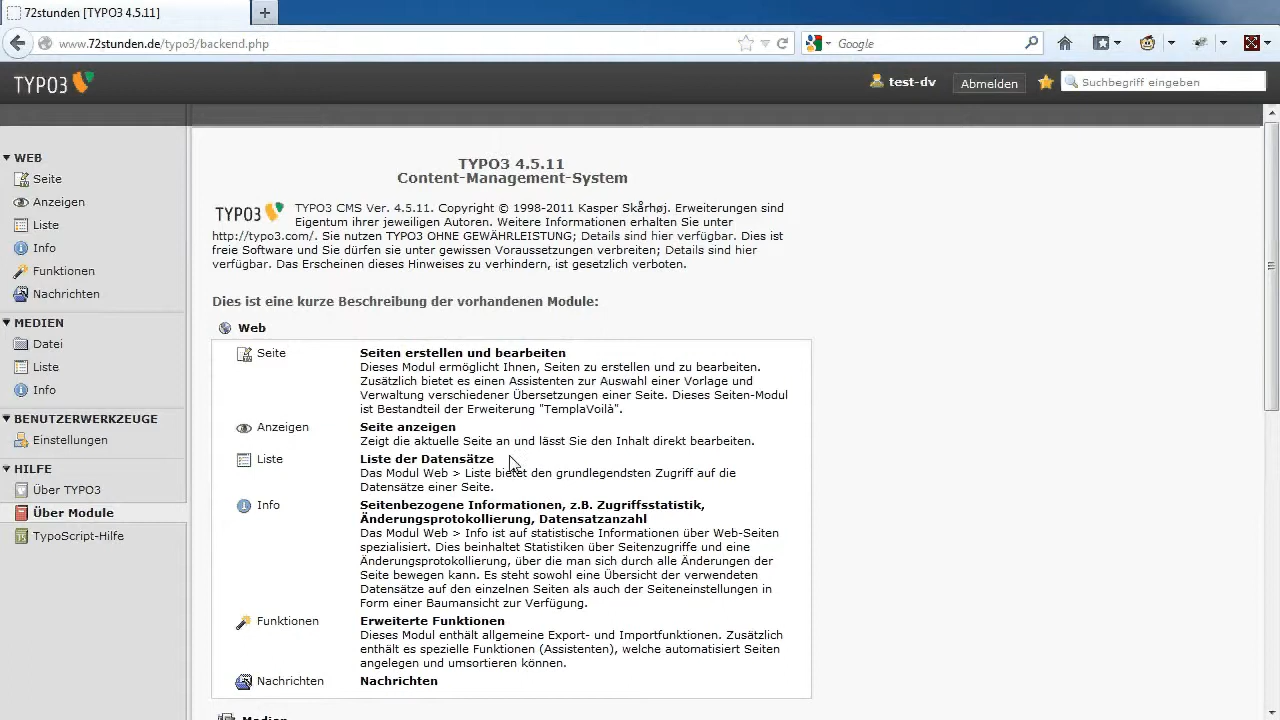 72stunden [TYPO3 4.5.11]
www.72stunden.de/typo3/backend.php
Google
TYPO3
test-dv
Abmelden
Suchbegriff eingeben
WEB
Seite
Anzeigen
Liste
Info
Funktionen
Nachrichten
MEDIEN
Datei
Liste
Info
BENUTZERWERKZEUGE
Einstellungen
HILFE
Über TYPO3
Über Module
TypoScript-Hilfe
TYPO3 4.5.11
Content-Management-System
TYPO3
TYPO3 CMS Ver. 4.5.11. Copyright © 1998-2011 Kasper Skårhøj. Erweiterungen sind
Eigentum ihrer jeweiligen Autoren. Weitere Informationen erhalten Sie unter
http://typo3.com/. Sie nutzen TYPO3 OHNE GEWÄHRLEISTUNG; Details sind hier verfügbar. Dies ist
freie Software und Sie dürfen sie unter gewissen Voraussetzungen verbreiten; Details sind hier
verfügbar. Das Erscheinen dieses Hinweises zu verhindern, ist gesetzlich verboten.
Dies ist eine kurze Beschreibung der vorhandenen Module:
Web
Seite
Seiten erstellen und bearbeiten
Dieses Modul ermöglicht Ihnen, Seiten zu erstellen und zu bearbeiten.
Zusätzlich bietet es einen Assistenten zur Auswahl einer Vorlage und
Verwaltung verschiedener Übersetzungen einer Seite. Dieses Seiten-Modul
ist Bestandteil der Erweiterung "TemplaVoilà".
Anzeigen
Seite anzeigen
Zeigt die aktuelle Seite an und lässt Sie den Inhalt direkt bearbeiten.
Liste
Liste der Datensätze
Das Modul Web > Liste bietet den grundlegendsten Zugriff auf die
Datensätze einer Seite.
Info
Seitenbezogene Informationen, z.B. Zugriffsstatistik,
Änderungsprotokollierung, Datensatzanzahl
Das Modul Web > Info ist auf statistische Informationen über Web-Seiten
spezialisiert. Dies beinhaltet Statistiken über Seitenzugriffe und eine
Änderungsprotokollierung, über die man sich durch alle Änderungen der
Seite bewegen kann. Es steht sowohl eine Übersicht der verwendeten
Datensätze auf den einzelnen Seiten als auch der Seiteneinstellungen in
Form einer Baumansicht zur Verfügung.
Funktionen
Erweiterte Funktionen
Dieses Modul enthält allgemeine Export- und Importfunktionen. Zusätzlich
enthält es spezielle Funktionen (Assistenten), welche automatisiert Seiten
angelegen und umsortieren können.
Nachrichten
Nachrichten
Medien